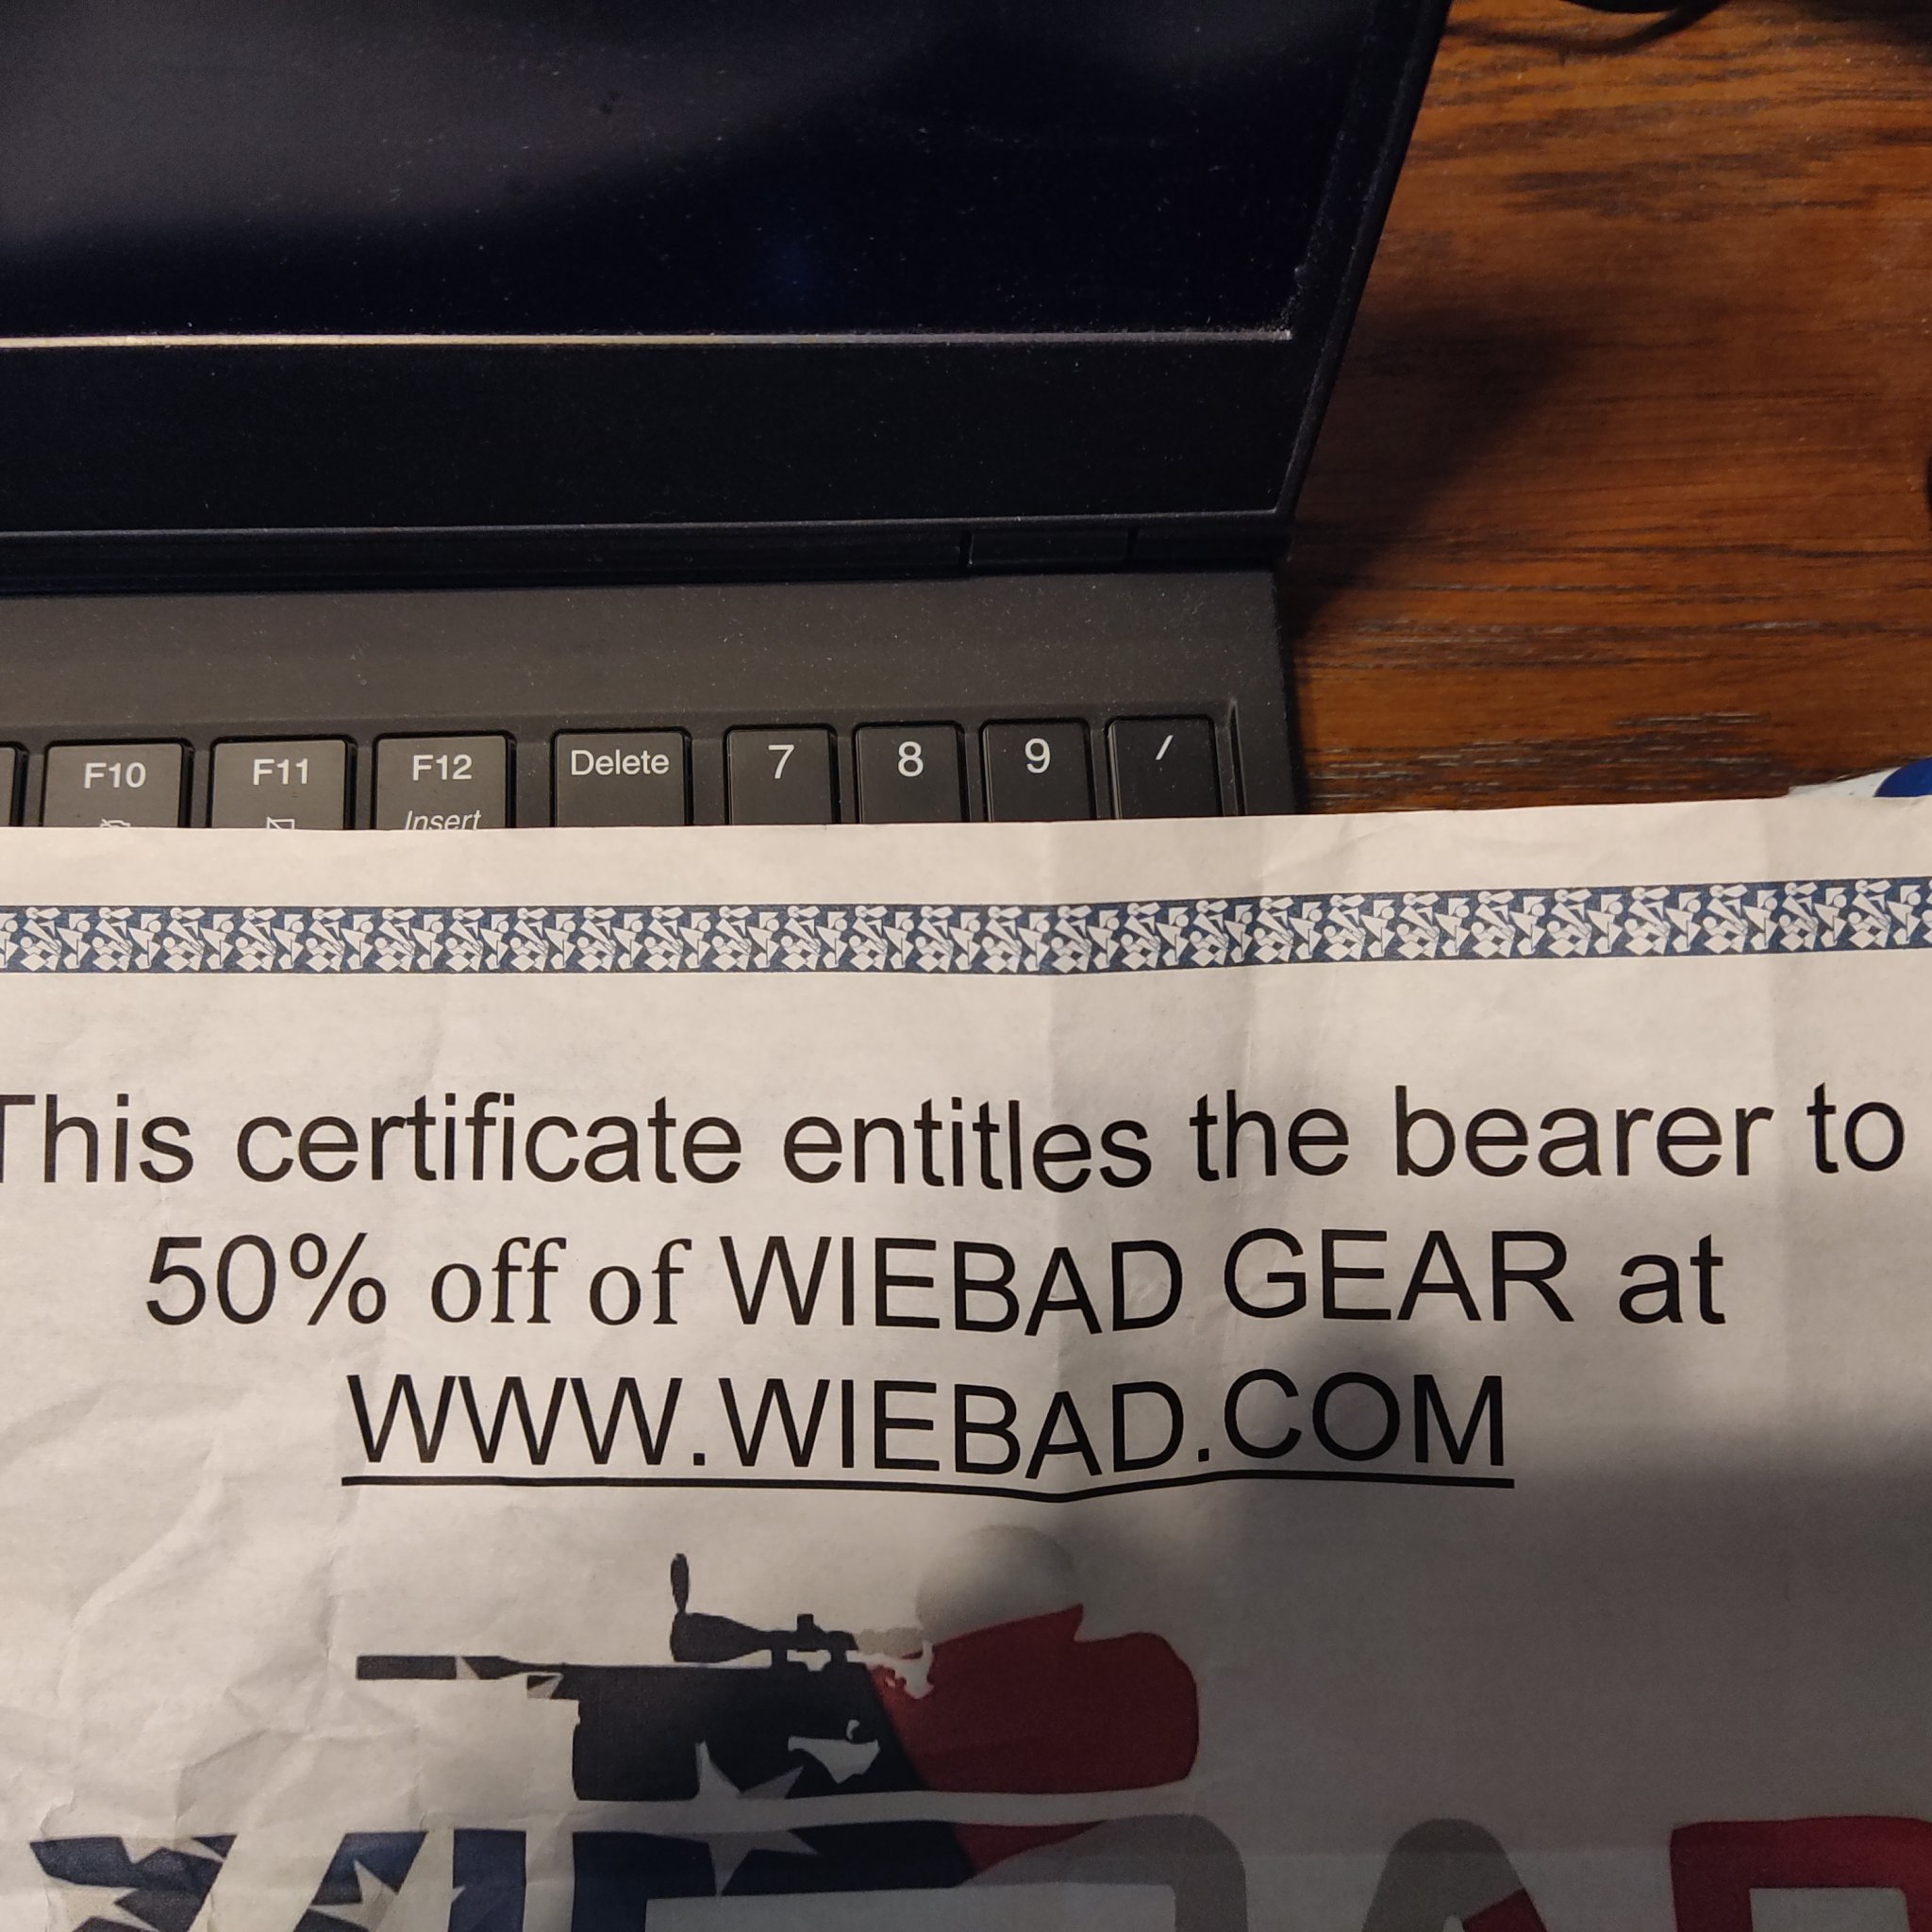 F10 F11 F12 Delete 7 8 9 /
Insert
This certificate entitles the bearer to
50% off of WIEBAD GEAR at
WWW.WIEBAD.COM
WIEBAD